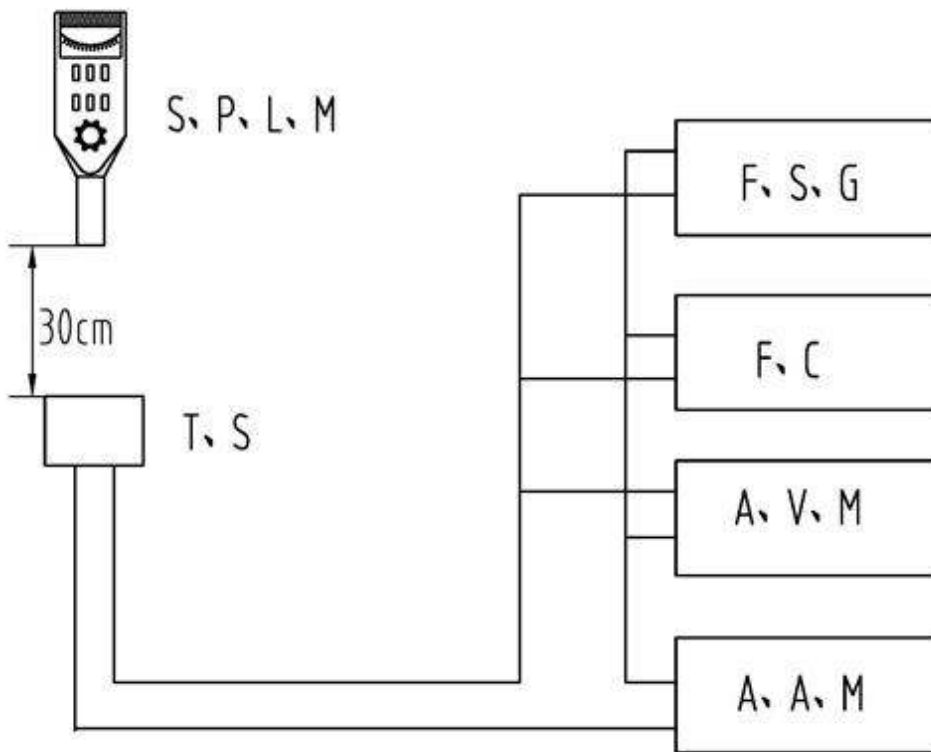 S、P、L、M
F、S、G
30cm
F、C
T、S
A、V、M
A、A、M